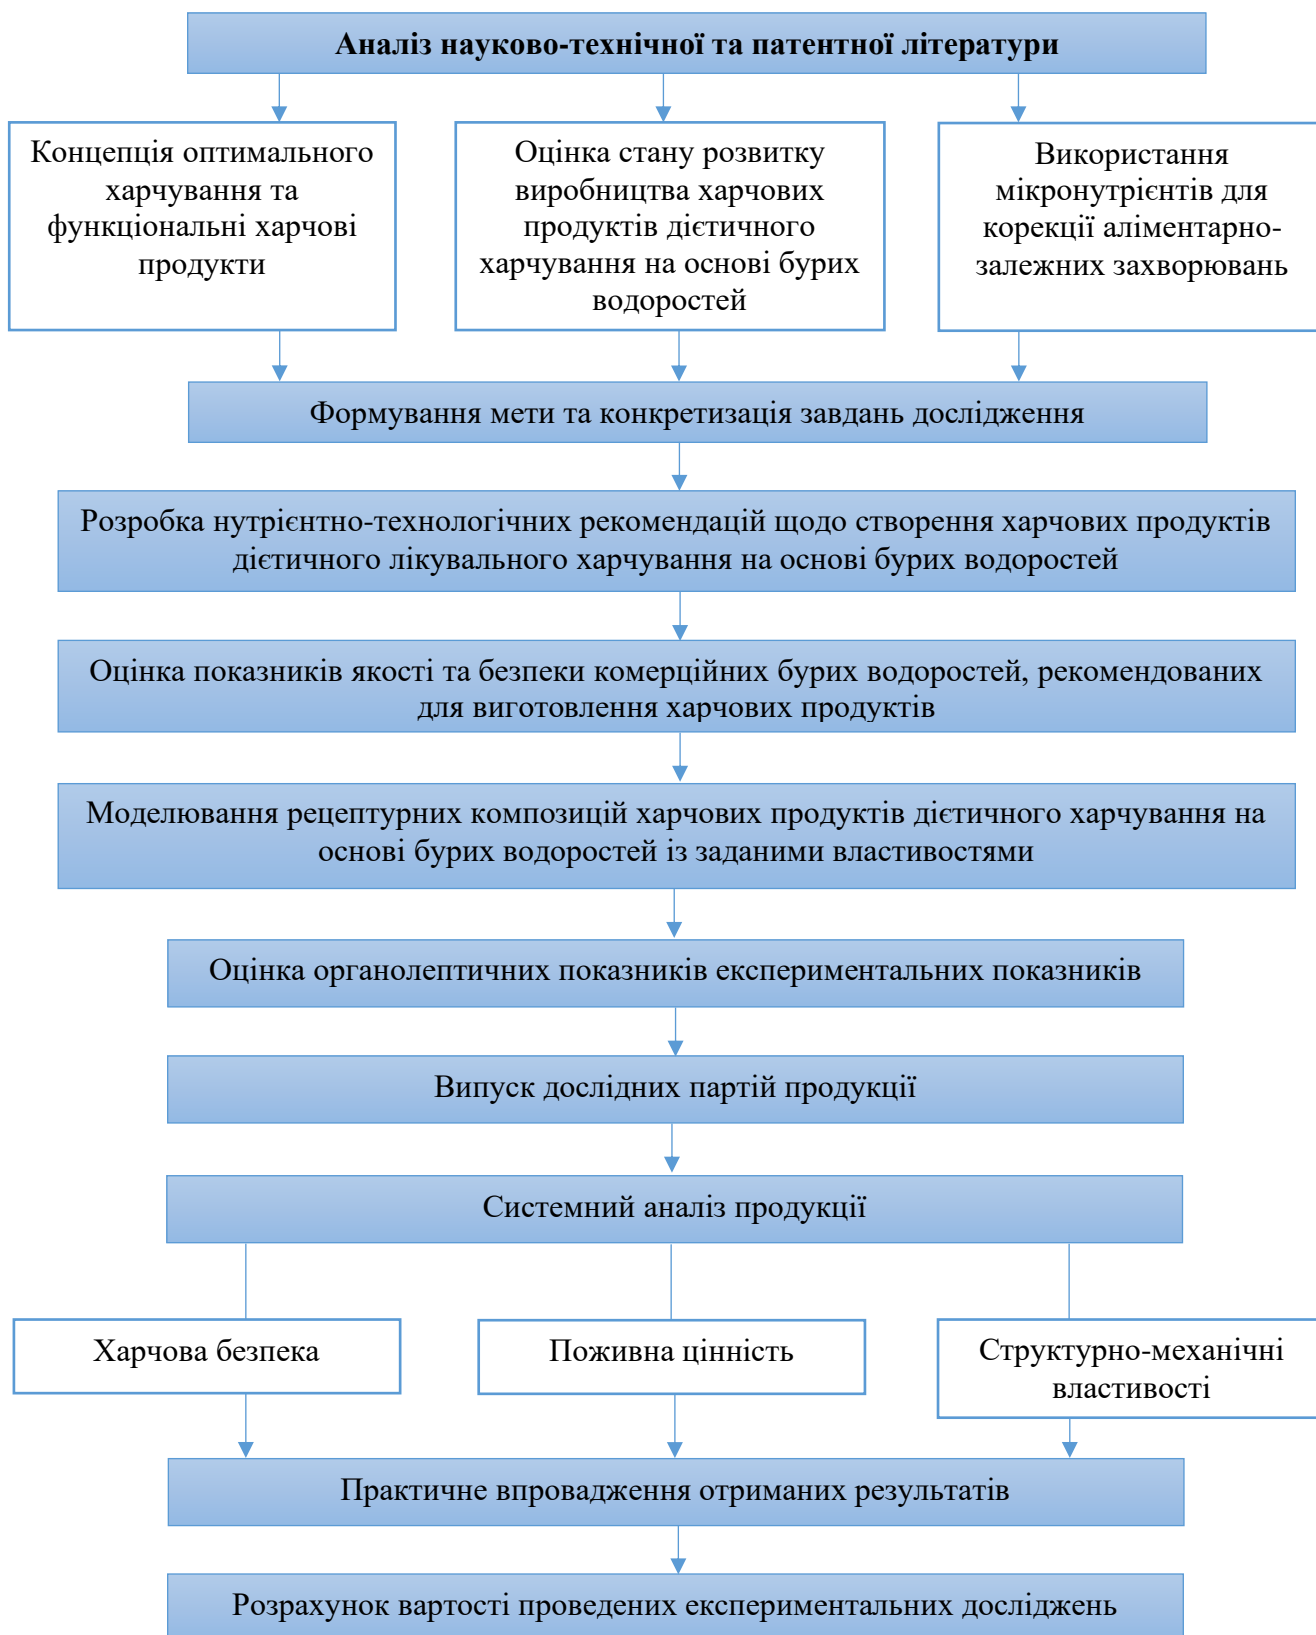 Аналіз науково-технічної та патентної літератури
Концепція оптимального
харчування та
функціональні харчові
продукти
Оцінка стану розвитку
виробництва харчових
продуктів дієтичного
харчування на основі бурих
водоростей
Використання
мікронутрієнтів для
корекції аліментарно-
залежних захворювань
Формування мети та конкретизація завдань дослідження
Розробка нутрієнтно-технологічних рекомендацій щодо створення харчових продуктів
дієтичного лікувального харчування на основі бурих водоростей
Оцінка показників якості та безпеки комерційних бурих водоростей, рекомендованих
для виготовлення харчових продуктів
Моделювання рецептурних композицій харчових продуктів дієтичного харчування на
основі бурих водоростей із заданими властивостями
Оцінка органолептичних показників експериментальних показників
Випуск дослідних партій продукції
Системний аналіз продукції
Харчова безпека
Поживна цінність
Структурно-механічні
властивості
Практичне впровадження отриманих результатів
Розрахунок вартості проведених експериментальних досліджень